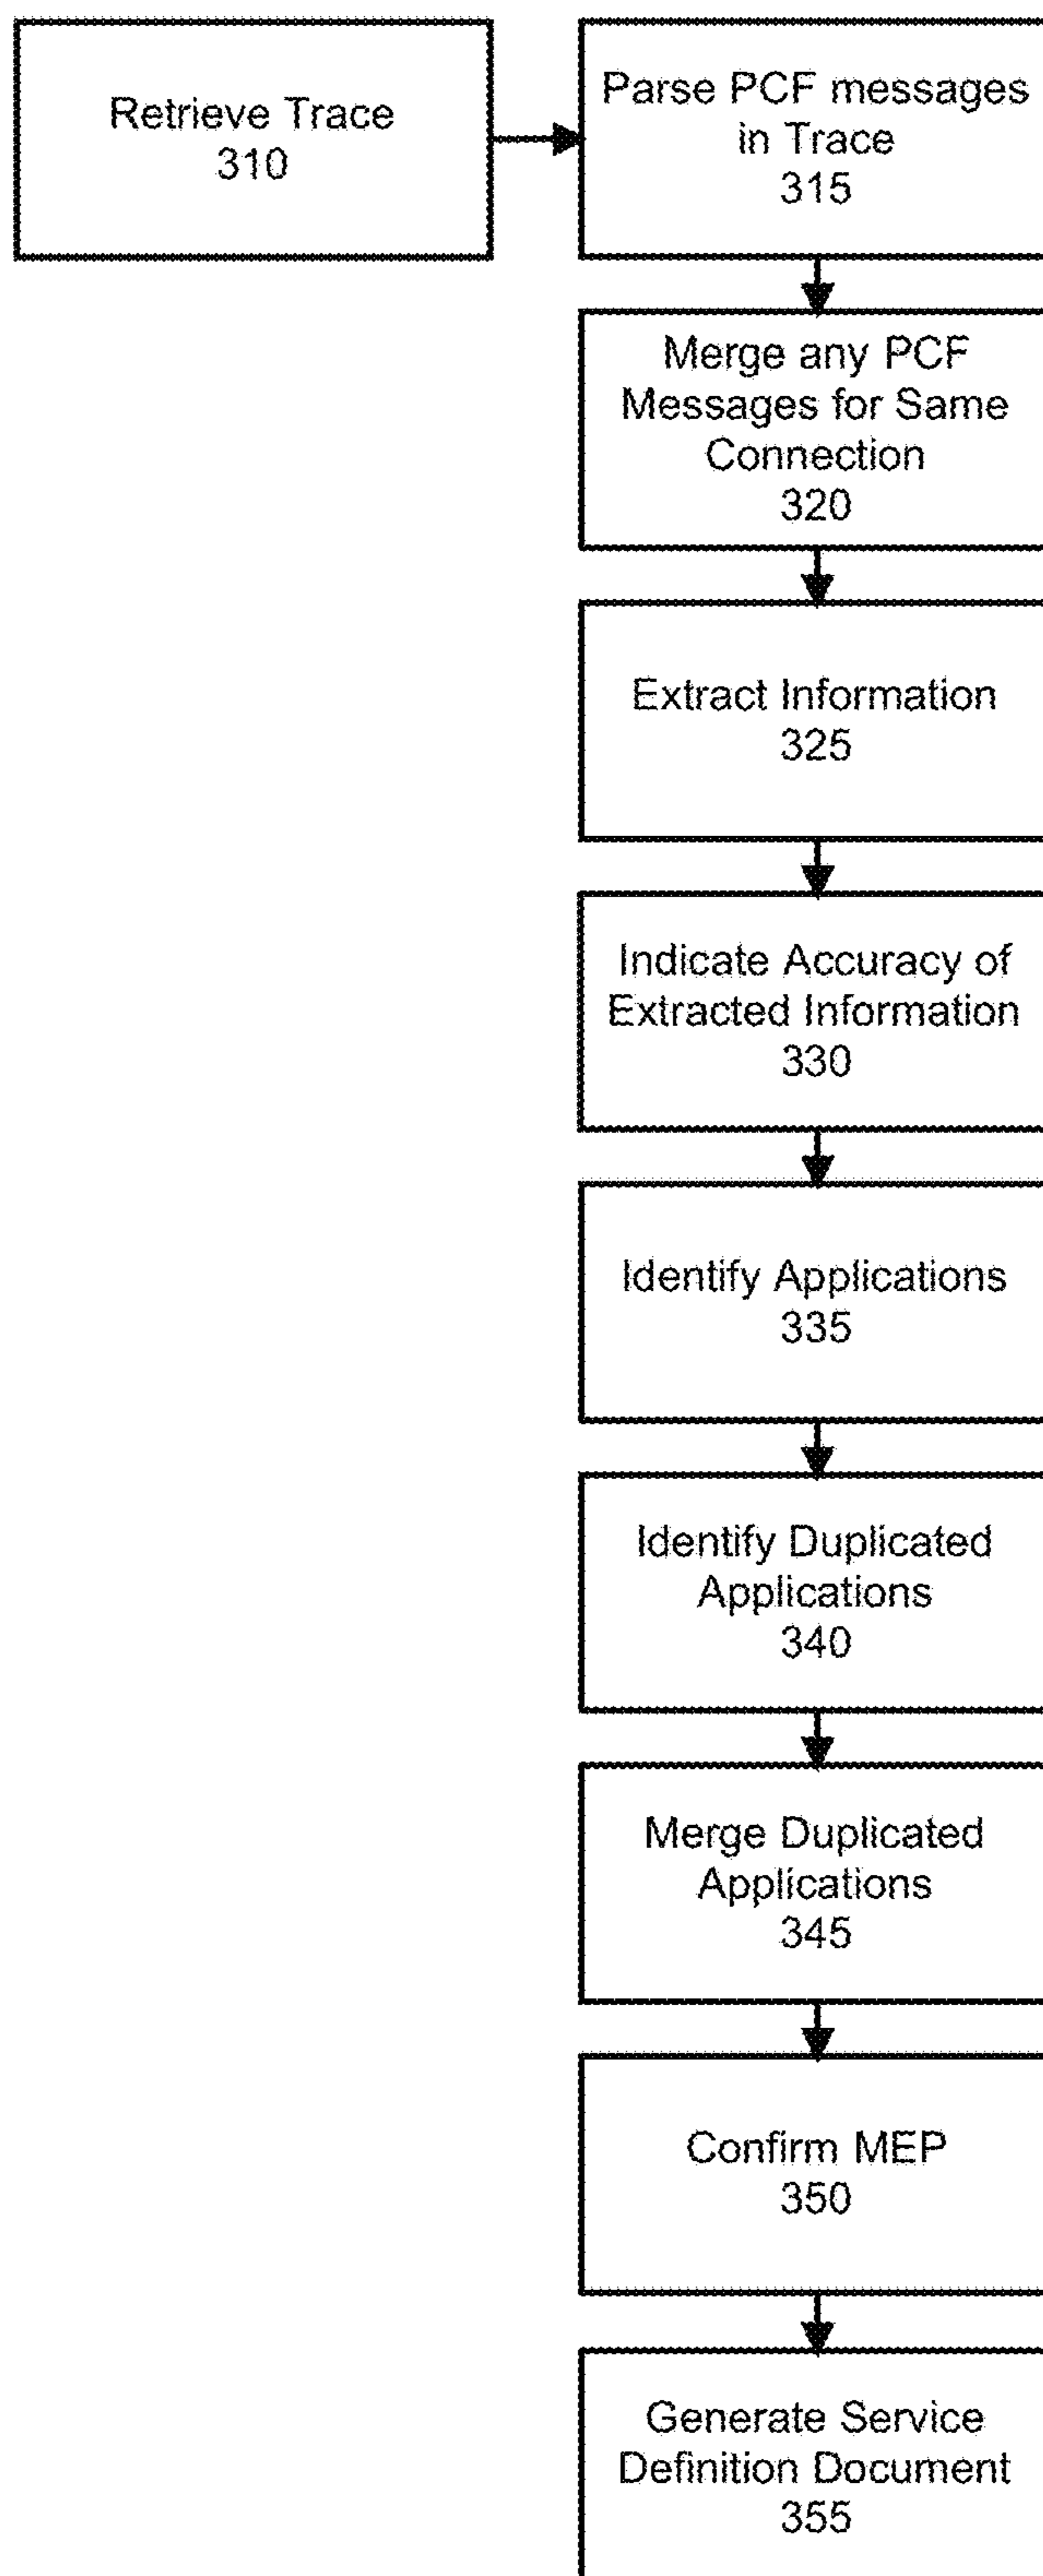 Retrieve Trace
310
Parse PCF messages
in Trace
315
Merge any PCF
Messages for Same
Connection
320
Extract Information
325
Indicate Accuracy of
Extracted Information
330
Identify Applications
335
Identify Duplicated
Applications
340
Merge Duplicated
Applications
345
Confirm MEP
350
Generate Service
Definition Document
355